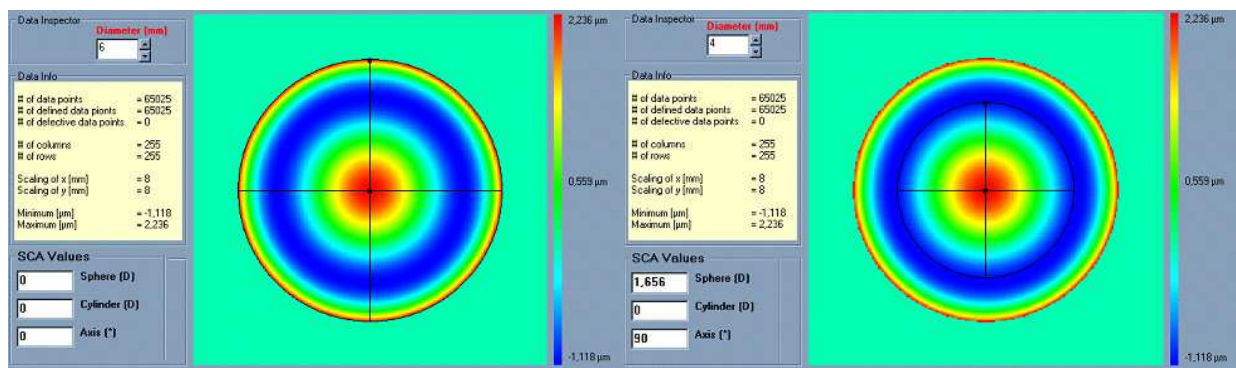 Data Inspector
Diameter (mm)
6
Data Info
# of data points = 65025
# of defined data pionts = 65025
# of defective data points = 0
# of columns = 255
# of rows = 255
Scaling of x [mm] = 8
Scaling of y [mm] = 8
Minimum [µm] = -1,118
Maximum [µm] = 2,236
SCA Values
0 Sphere (D)
0 Cylinder (D)
0 Axis (°)
2,236 µm
0,559 µm
-1,118 µm
Data Inspector
Diameter (mm)
4
Data Info
# of data points = 65025
# of defined data pionts = 65025
# of defective data points = 0
# of columns = 255
# of rows = 255
Scaling of x [mm] = 8
Scaling of y [mm] = 8
Minimum [µm] = -1,118
Maximum [µm] = 2,236
SCA Values
1,656 Sphere (D)
0 Cylinder (D)
90 Axis (°)
2,236 µm
0,559 µm
-1,118 µm